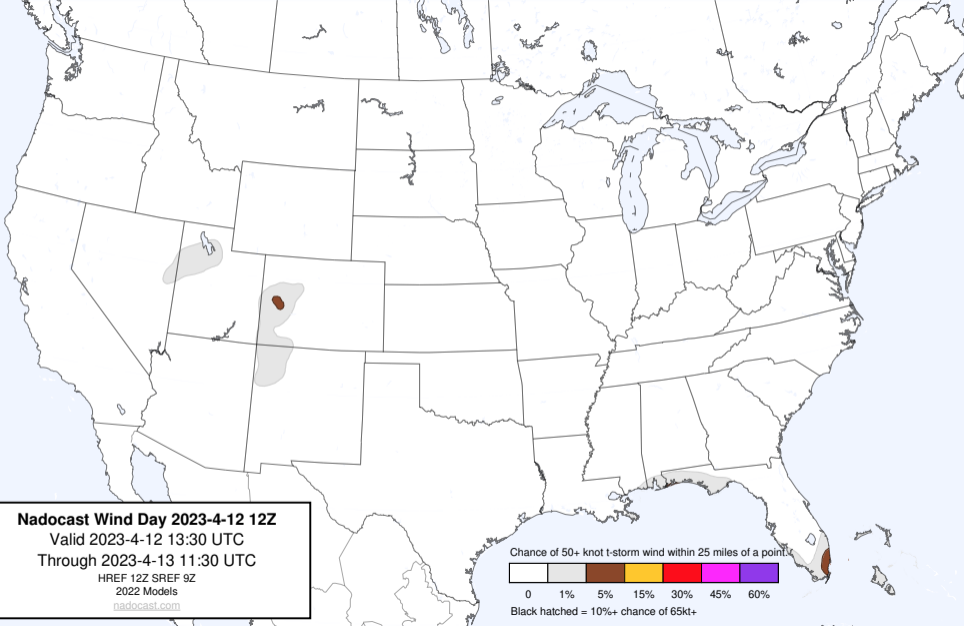 Nadocast Wind Day 2023-4-12 12Z
Valid 2023-4-12 13:30 UTC
Through 2023-4-13 11:30 UTC
HREF 12Z SREF 9Z
2022 Models
nadocast.com
Chance of 50+ knot t-storm wind within 25 miles of a point.
0 1% 5% 15% 30% 45% 60%
Black hatched = 10%+ chance of 65kt+